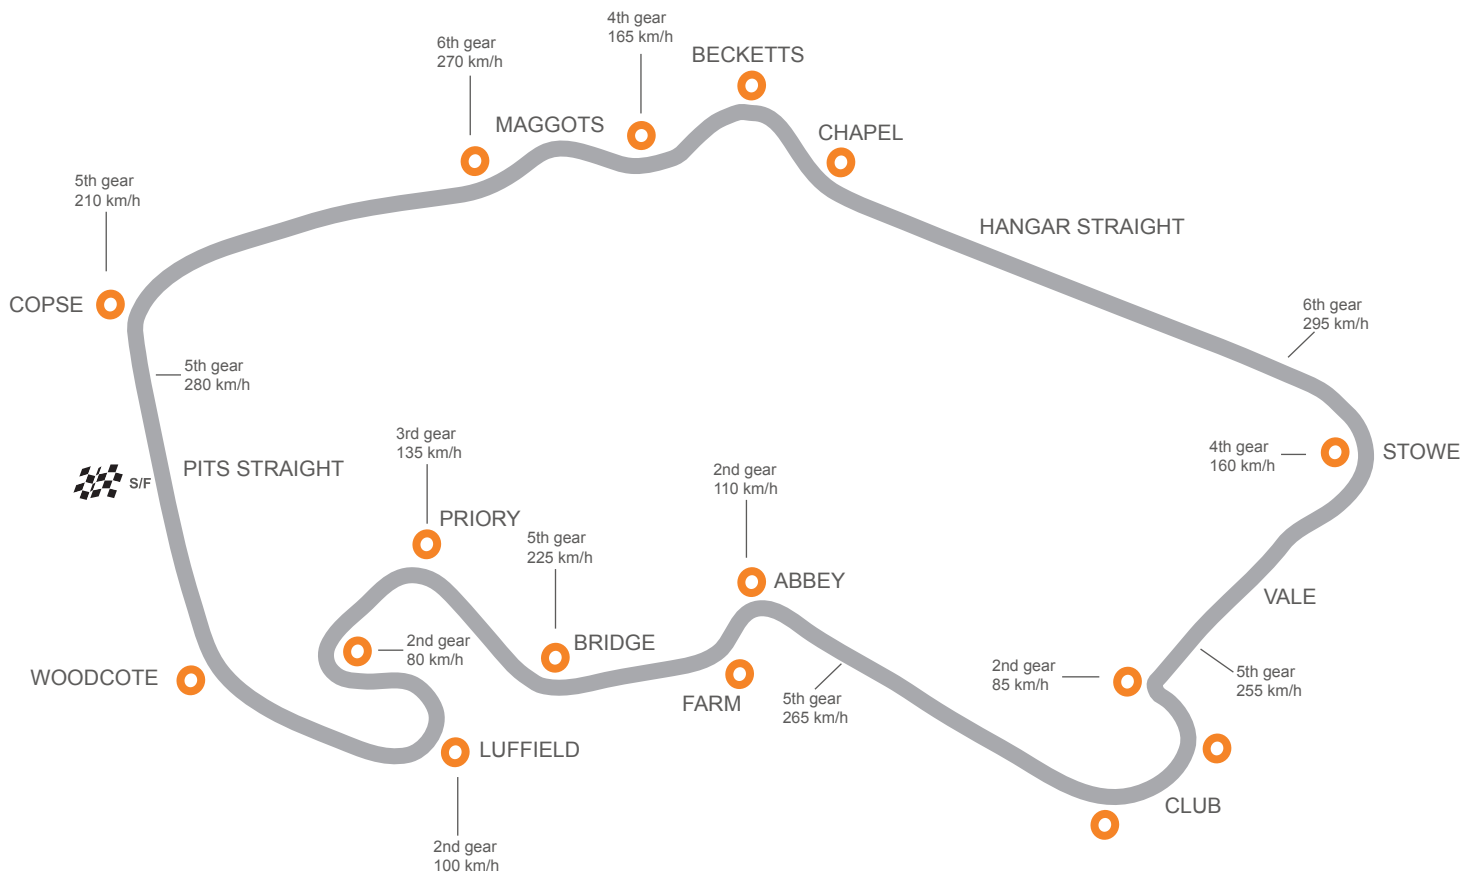 4th gear
165 km/h
6th gear
270 km/h
BECKETTS
MAGGOTS
CHAPEL
5th gear
210 km/h
HANGAR STRAIGHT
COPSE
6th gear
295 km/h
5th gear
280 km/h
3rd gear
135 km/h
4th gear
160 km/h
STOWE
PITS STRAIGHT
S/F
2nd gear
110 km/h
PRIORY
5th gear
225 km/h
ABBEY
VALE
2nd gear
80 km/h
BRIDGE
WOODCOTE
2nd gear
85 km/h
5th gear
255 km/h
FARM
5th gear
265 km/h
LUFFIELD
CLUB
2nd gear
100 km/h